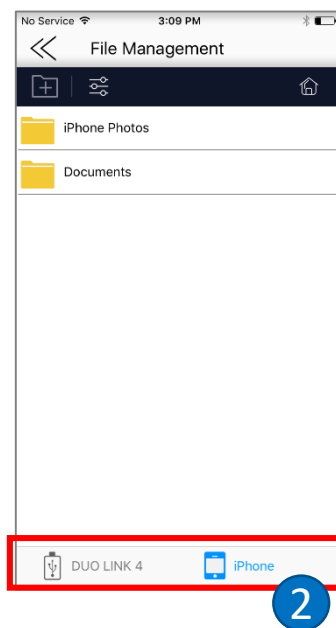 No Service 3:09 PM
File Management
iPhone Photos
Documents
DUO LINK 4 iPhone
2